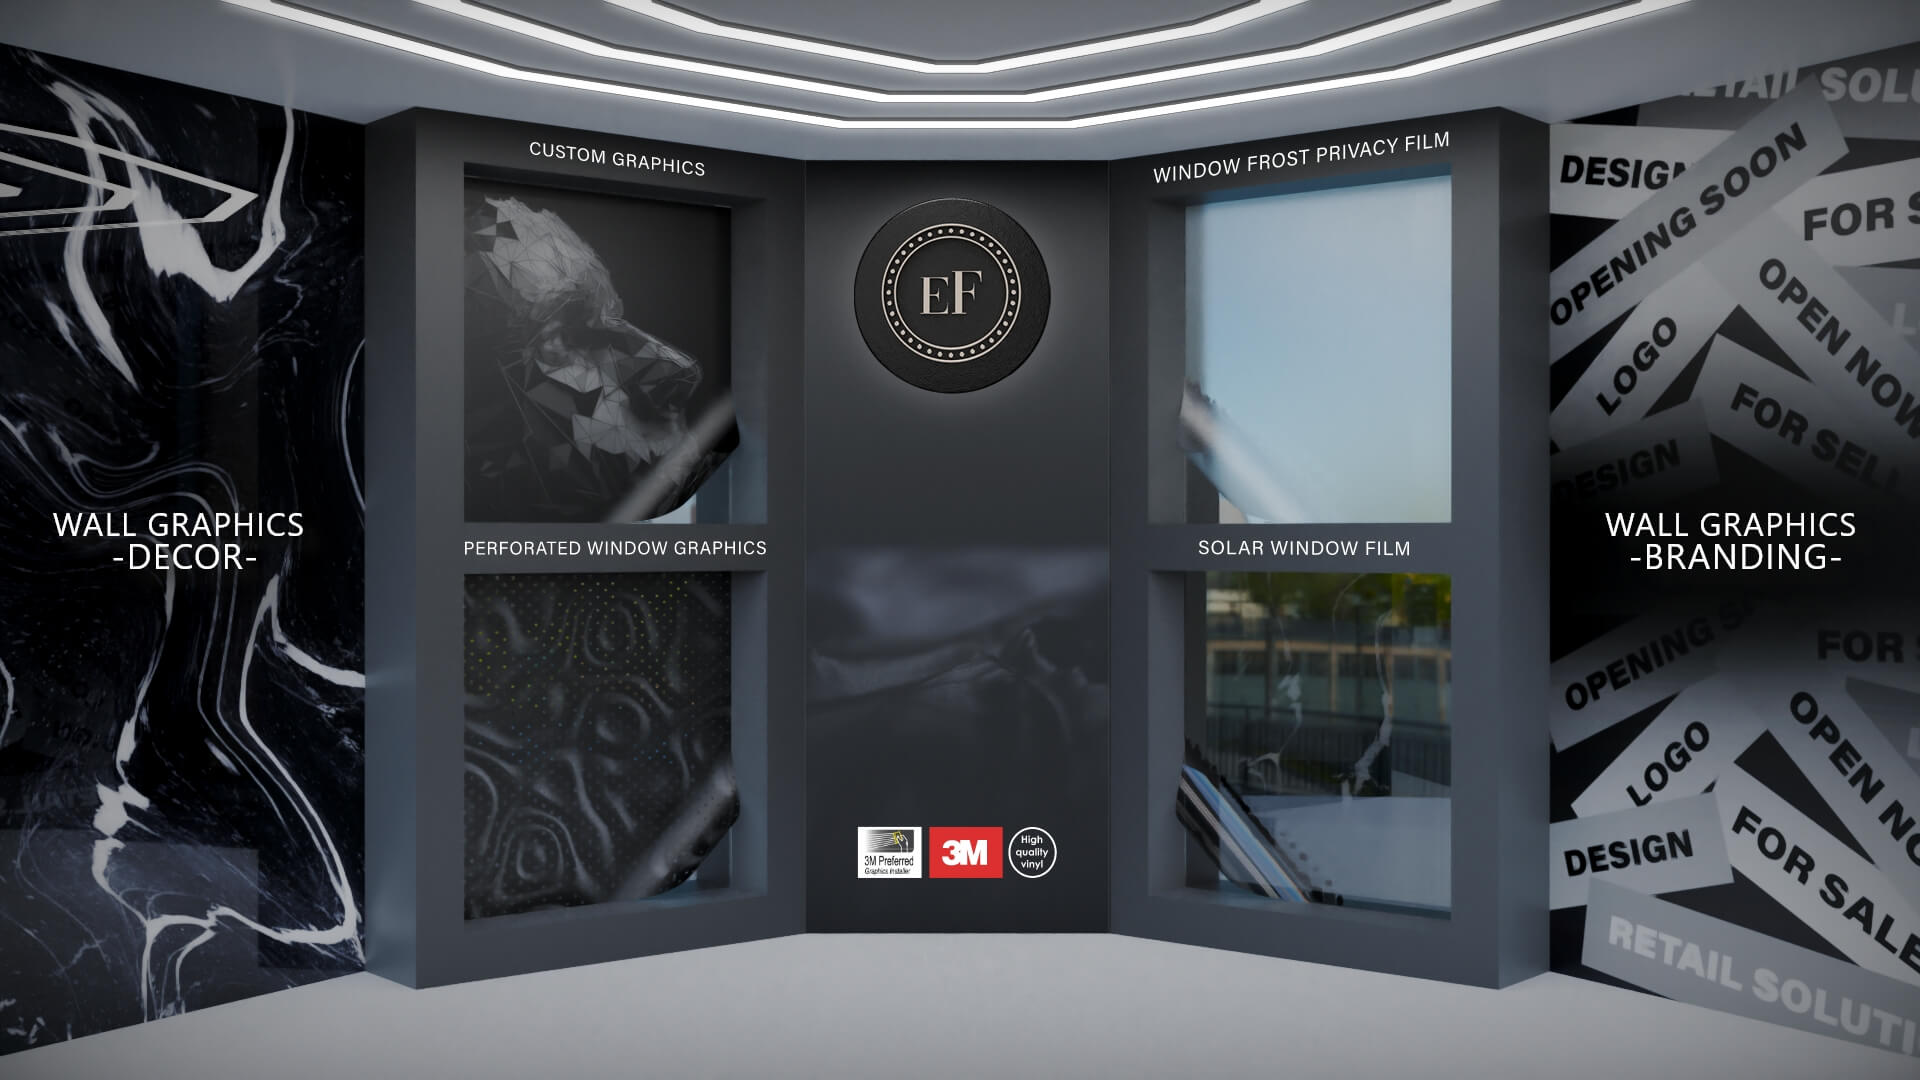 CUSTOM GRAPHICS
PERFORATED WINDOW GRAPHICS
WALL GRAPHICS
-DECOR-
EF
3M Preferred
Graphics Installer
3M
High
quality
vinyl
WINDOW FROST PRIVACY FILM
SOLAR WINDOW FILM
WALL GRAPHICS
-BRANDING-
RETAIL SOLU
DESIGN
OPENING SOON
FOR S
OPEN NOW
LOGO
FOR SELL
DESIGN
OPENING S
FOR
OPEN NO
LOGO
DESIGN
FOR SALE
RETAIL SOLUTI